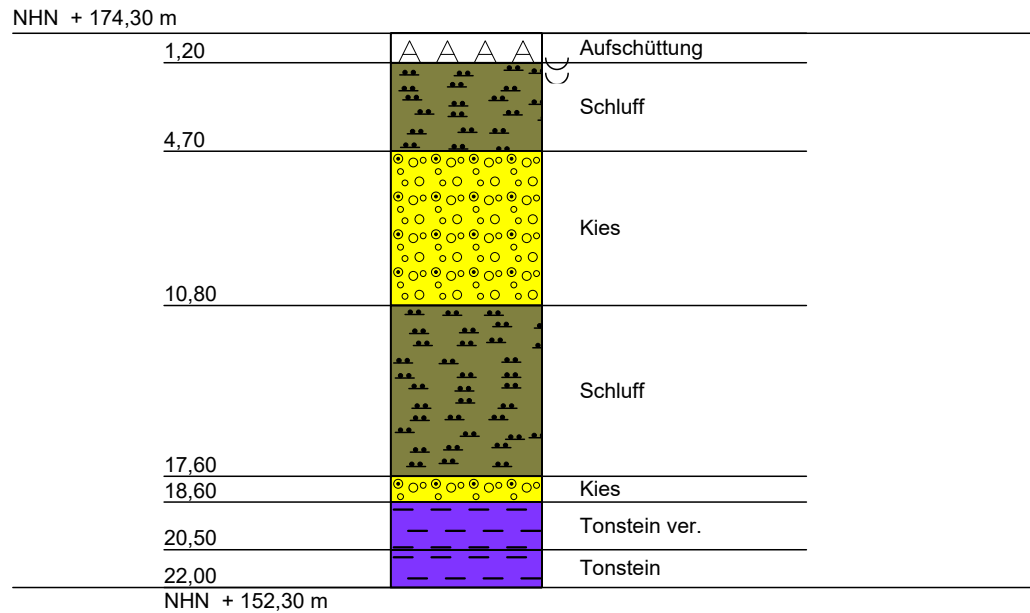 NHN + 174,30 m
1,20 Aufschüttung
Schluff
4,70
Kies
10,80
Schluff
17,60
Kies
18,60
Tonstein ver.
20,50
Tonstein
22,00
NHN + 152,30 m